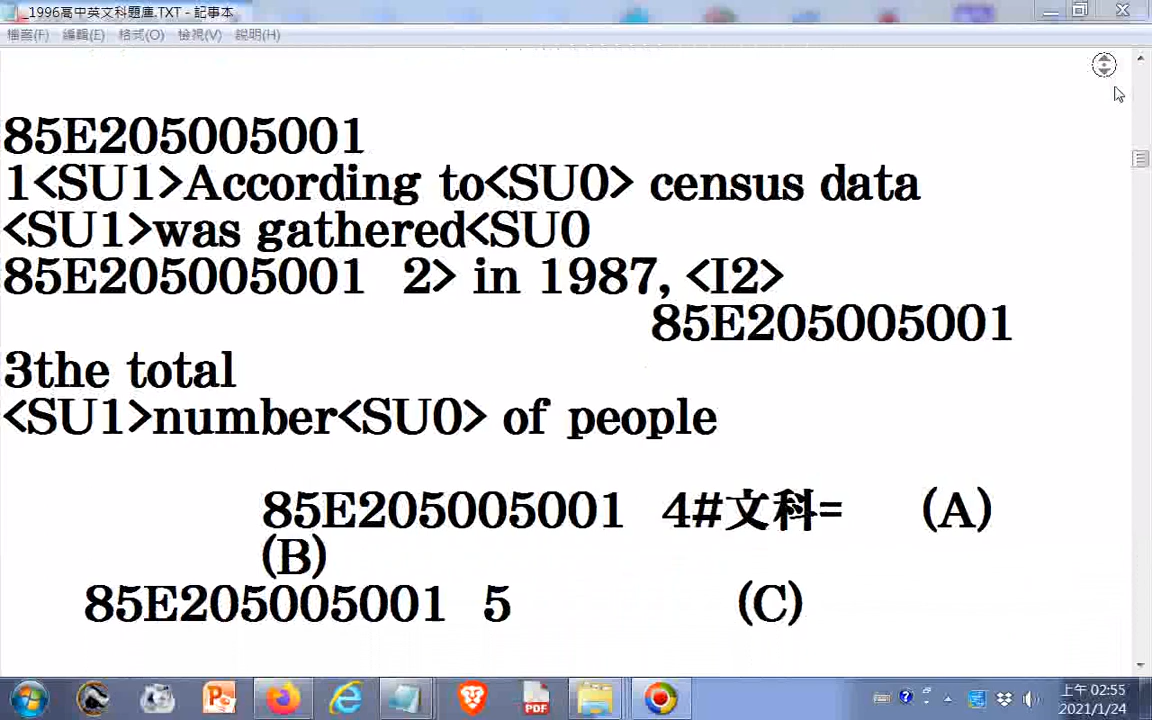 _1996高中英文科題庫.TXT - 記事本
檔案(F) 編輯(E) 格式(O) 檢視(V) 說明(H)
85E205005001
1<SU1>According to<SU0> census data
<SU1>was gathered<SU0
85E205005001 2> in 1987, <I2>
85E205005001
3the total
<SU1>number<SU0> of people
85E205005001 4#文科= (A)
(B)
85E205005001 5 (C)
PDF
上午 02:55
2021/1/24